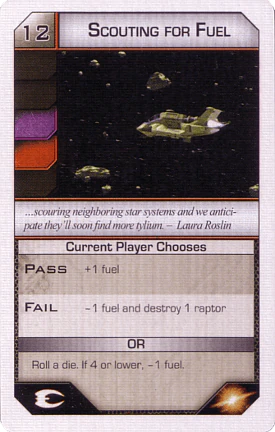 12
Scouting for Fuel
...scouring neighboring star systems and we antici-
pate they'll soon find more tylium. – Laura Roslin
Current Player Chooses
Pass +1 fuel
Fail −1 fuel and destroy 1 raptor
OR
Roll a die. If 4 or lower, −1 fuel.